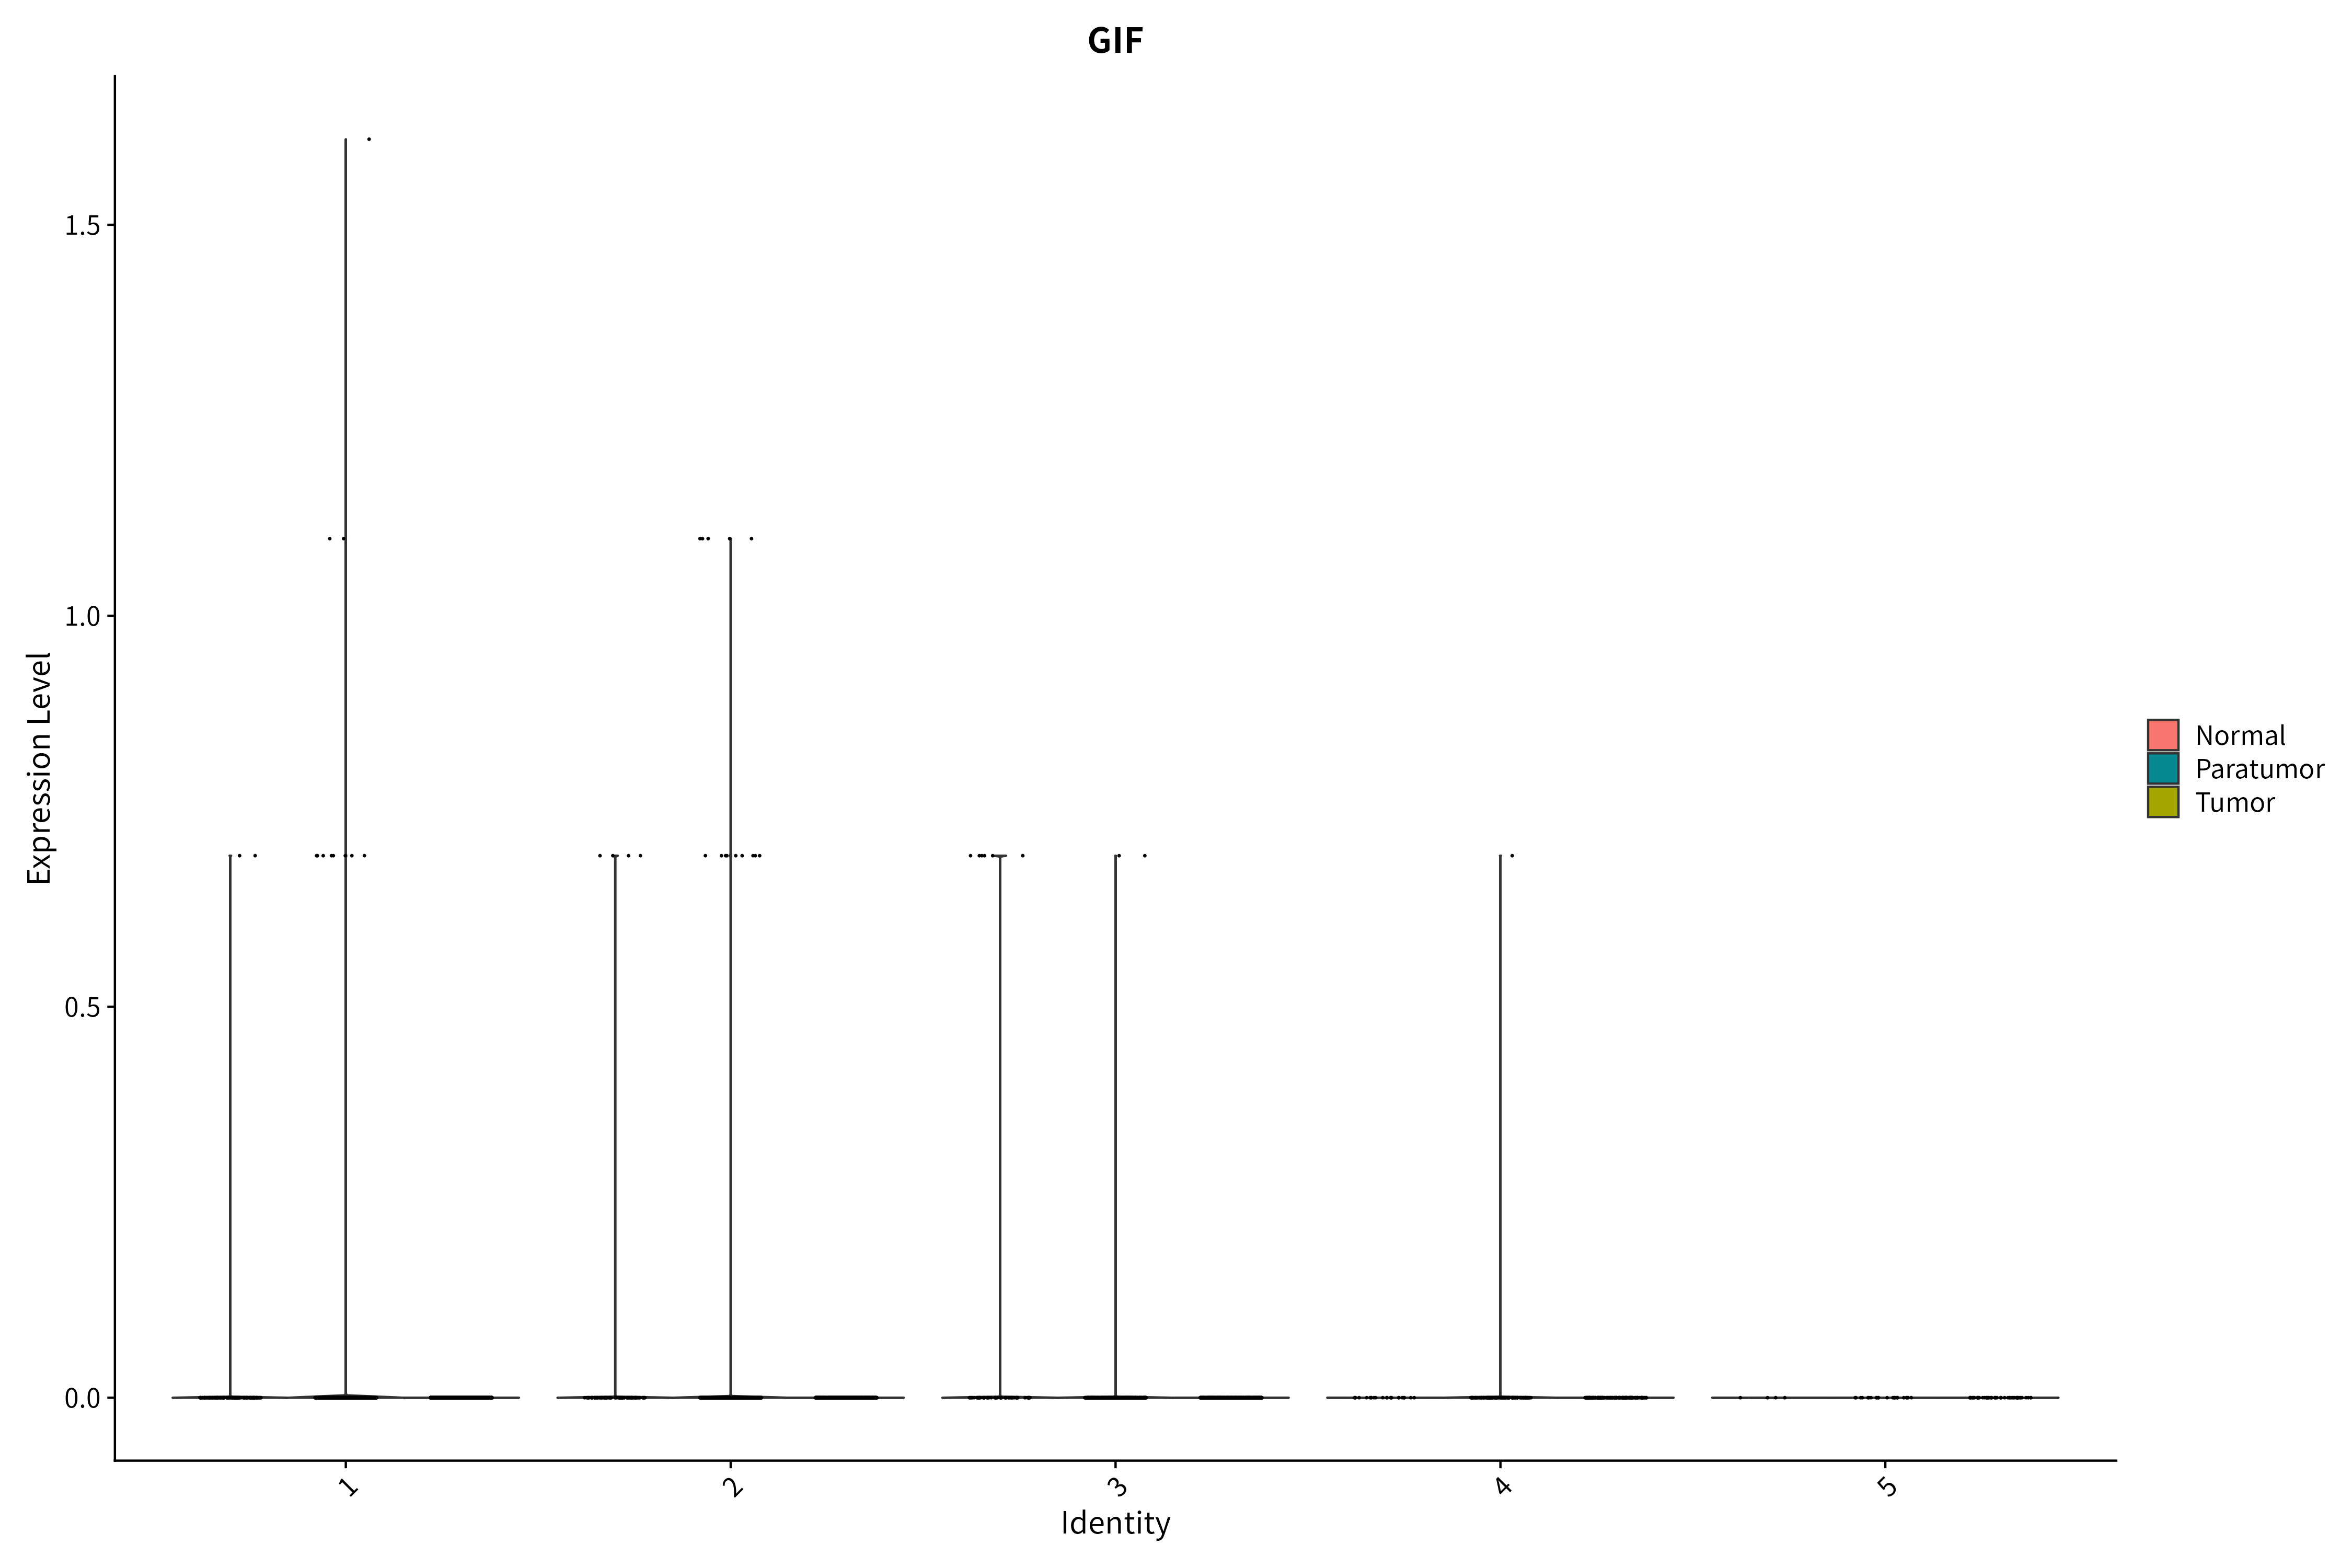 GIF
Expression Level
1.5
1.0
0.5
0.0
1
2
3
4
5
Identity
Normal
Paratumor
Tumor